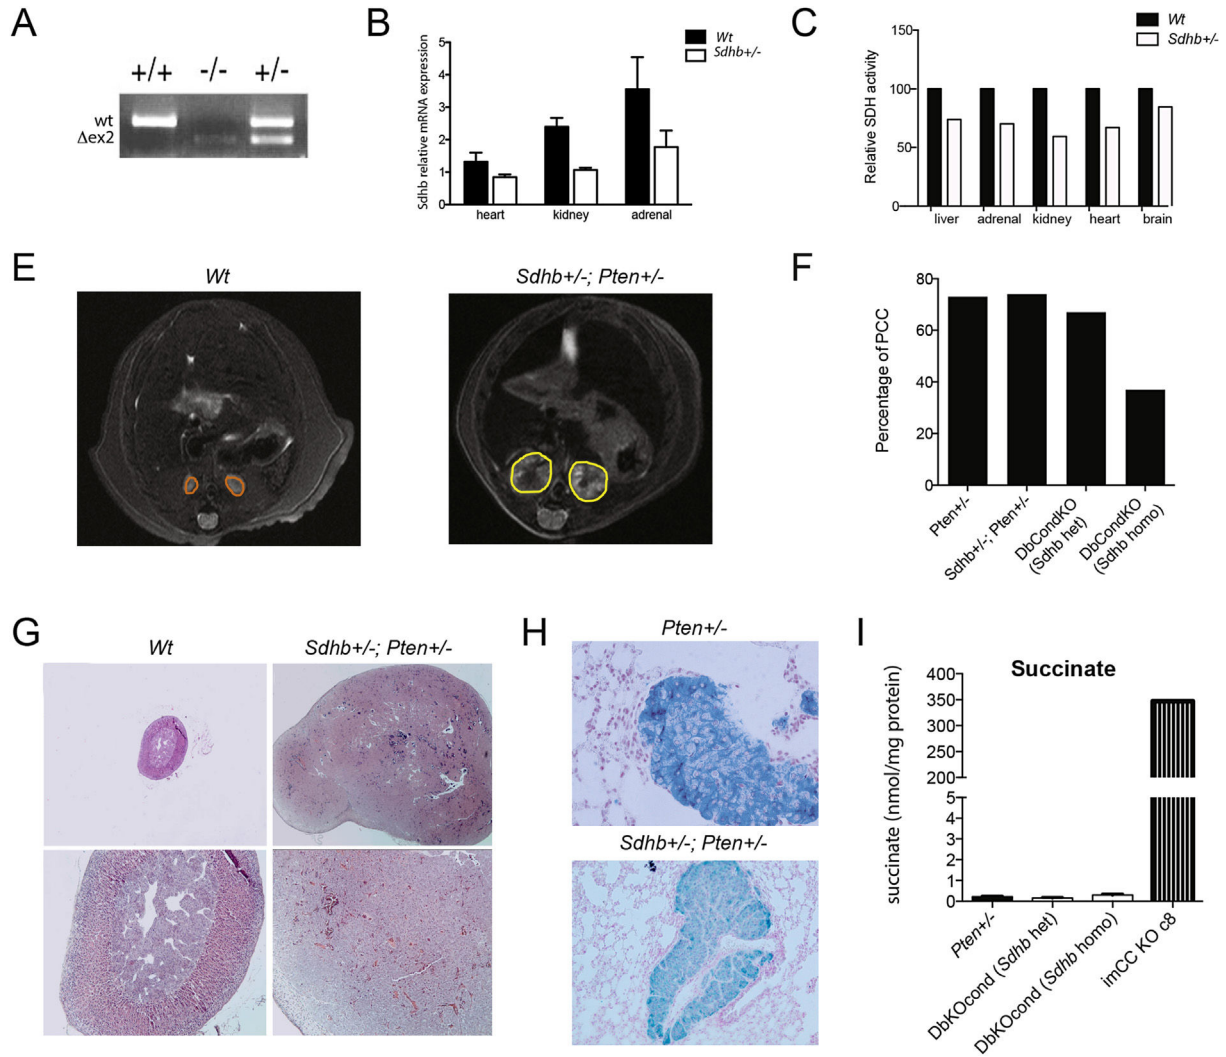 A
+/+ -/- +/-
wt
Δex2
B
Sdhb relative mRNA expression
5
4
3
2
1
0
heart kidney adrenal
Wt
Sdhb+/-
C
Relative SDH activity
150
100
50
0
liver adrenal kidney heart brain
Wt
Sdhb+/-
E
Wt
Sdhb+/-; Pten+/-
F
Percentage of PCC
80
60
40
20
0
Pten+/-
Sdhb+/-; Pten+/-
DbCondKO
(Sdhb het)
DbCondKO
(Sdhb homo)
G
Wt
Sdhb+/-; Pten+/-
H
Pten+/-
Sdhb+/-; Pten+/-
I
Succinate
succinate (nmol/mg protein)
400
350
300
250
200
5
4
3
2
1
0
Pten+/-
DbKOcond (Sdhb het)
DbKOcond (Sdhb homo)
imCC KO c8